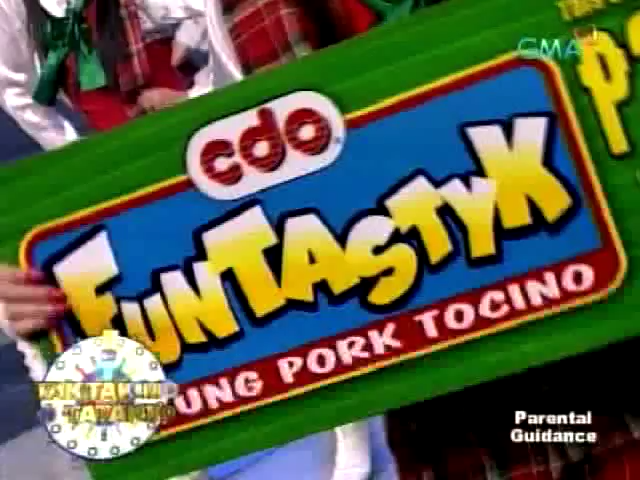 GMA
cdo
FUNTASTYK
UNG PORK TOCINO
Parental
Guidance